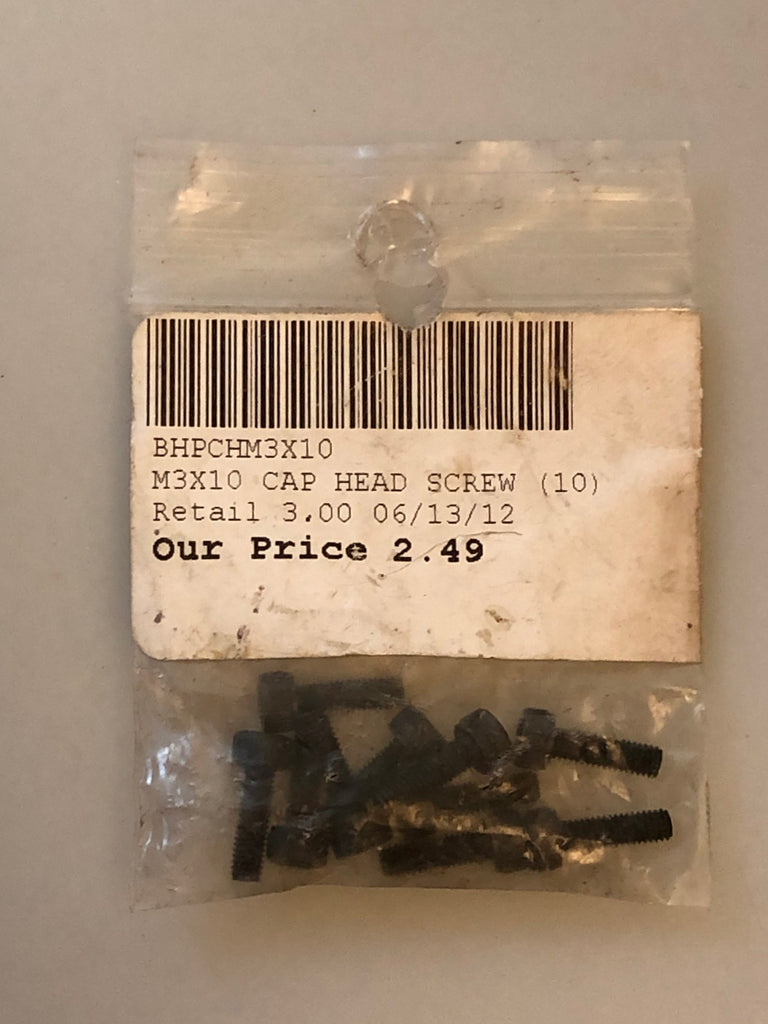 BHPCHM3X10
M3X10 CAP HEAD SCREW (10)
Retail 3.00 06/13/12
Our Price 2.49